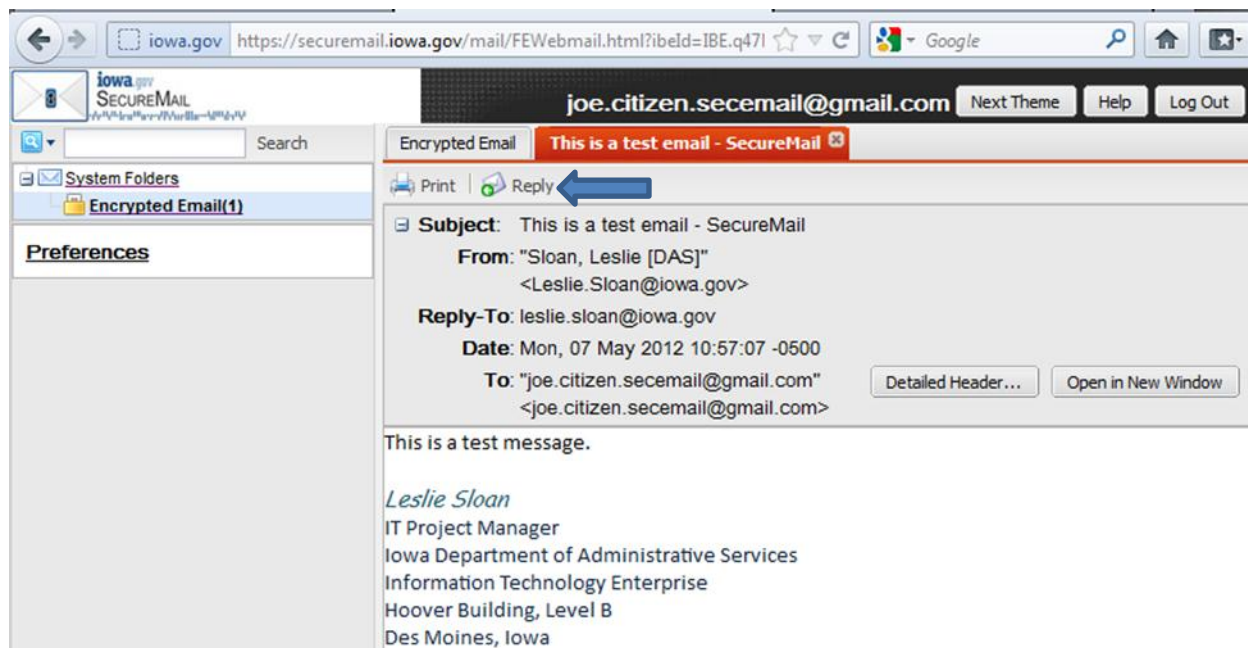 iowa.gov https://securemail.iowa.gov/mail/FEWebmail.html?ibeId=IBE.q47l Google
iowa.gov
SECUREMAIL
joe.citizen.secemail@gmail.com Next Theme Help Log Out
Search
Encrypted Email This is a test email - SecureMail
System Folders
Encrypted Email(1)
Preferences
Print Reply
Subject: This is a test email - SecureMail
From: "Sloan, Leslie [DAS]"
<Leslie.Sloan@iowa.gov>
Reply-To: leslie.sloan@iowa.gov
Date: Mon, 07 May 2012 10:57:07 -0500
To: "joe.citizen.secemail@gmail.com" Detailed Header... Open in New Window
<joe.citizen.secemail@gmail.com>
This is a test message.
Leslie Sloan
IT Project Manager
Iowa Department of Administrative Services
Information Technology Enterprise
Hoover Building, Level B
Des Moines, Iowa